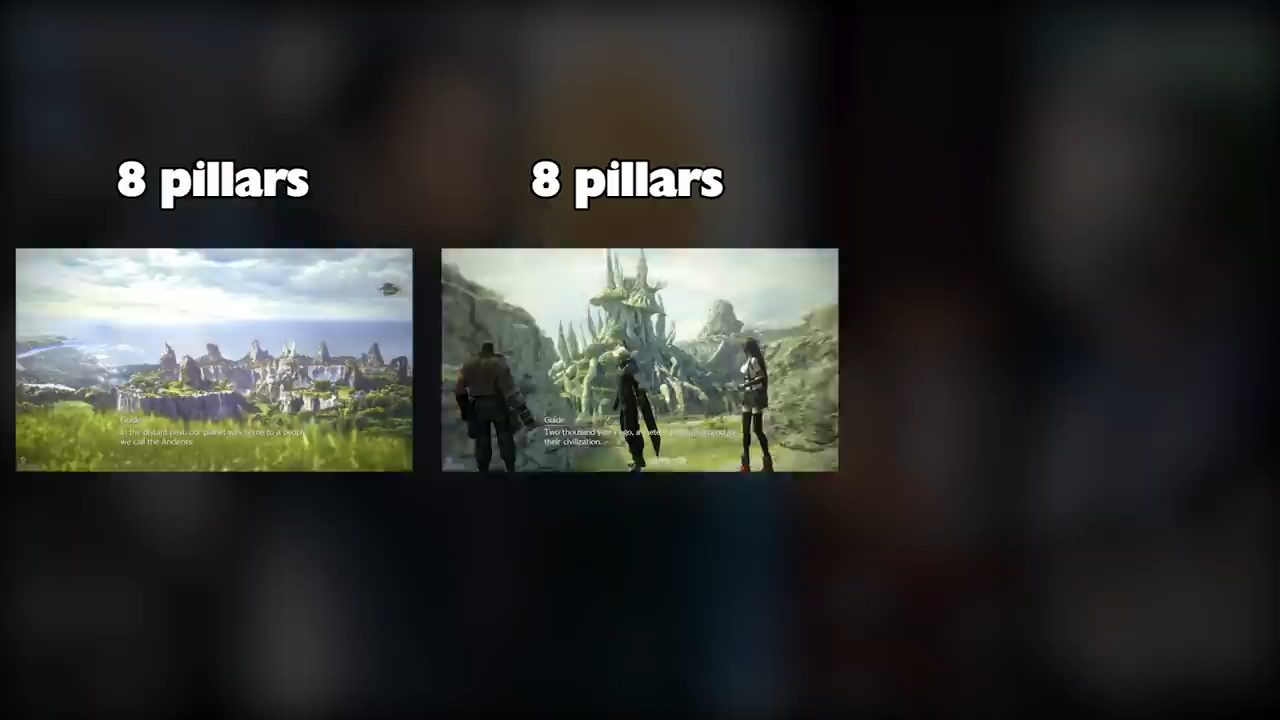 8 pillars
8 pillars
Guide
In the distant past, our planet was home to a people
we call the Ancients.
Guide
Two thousand years ago, a
their civilization...